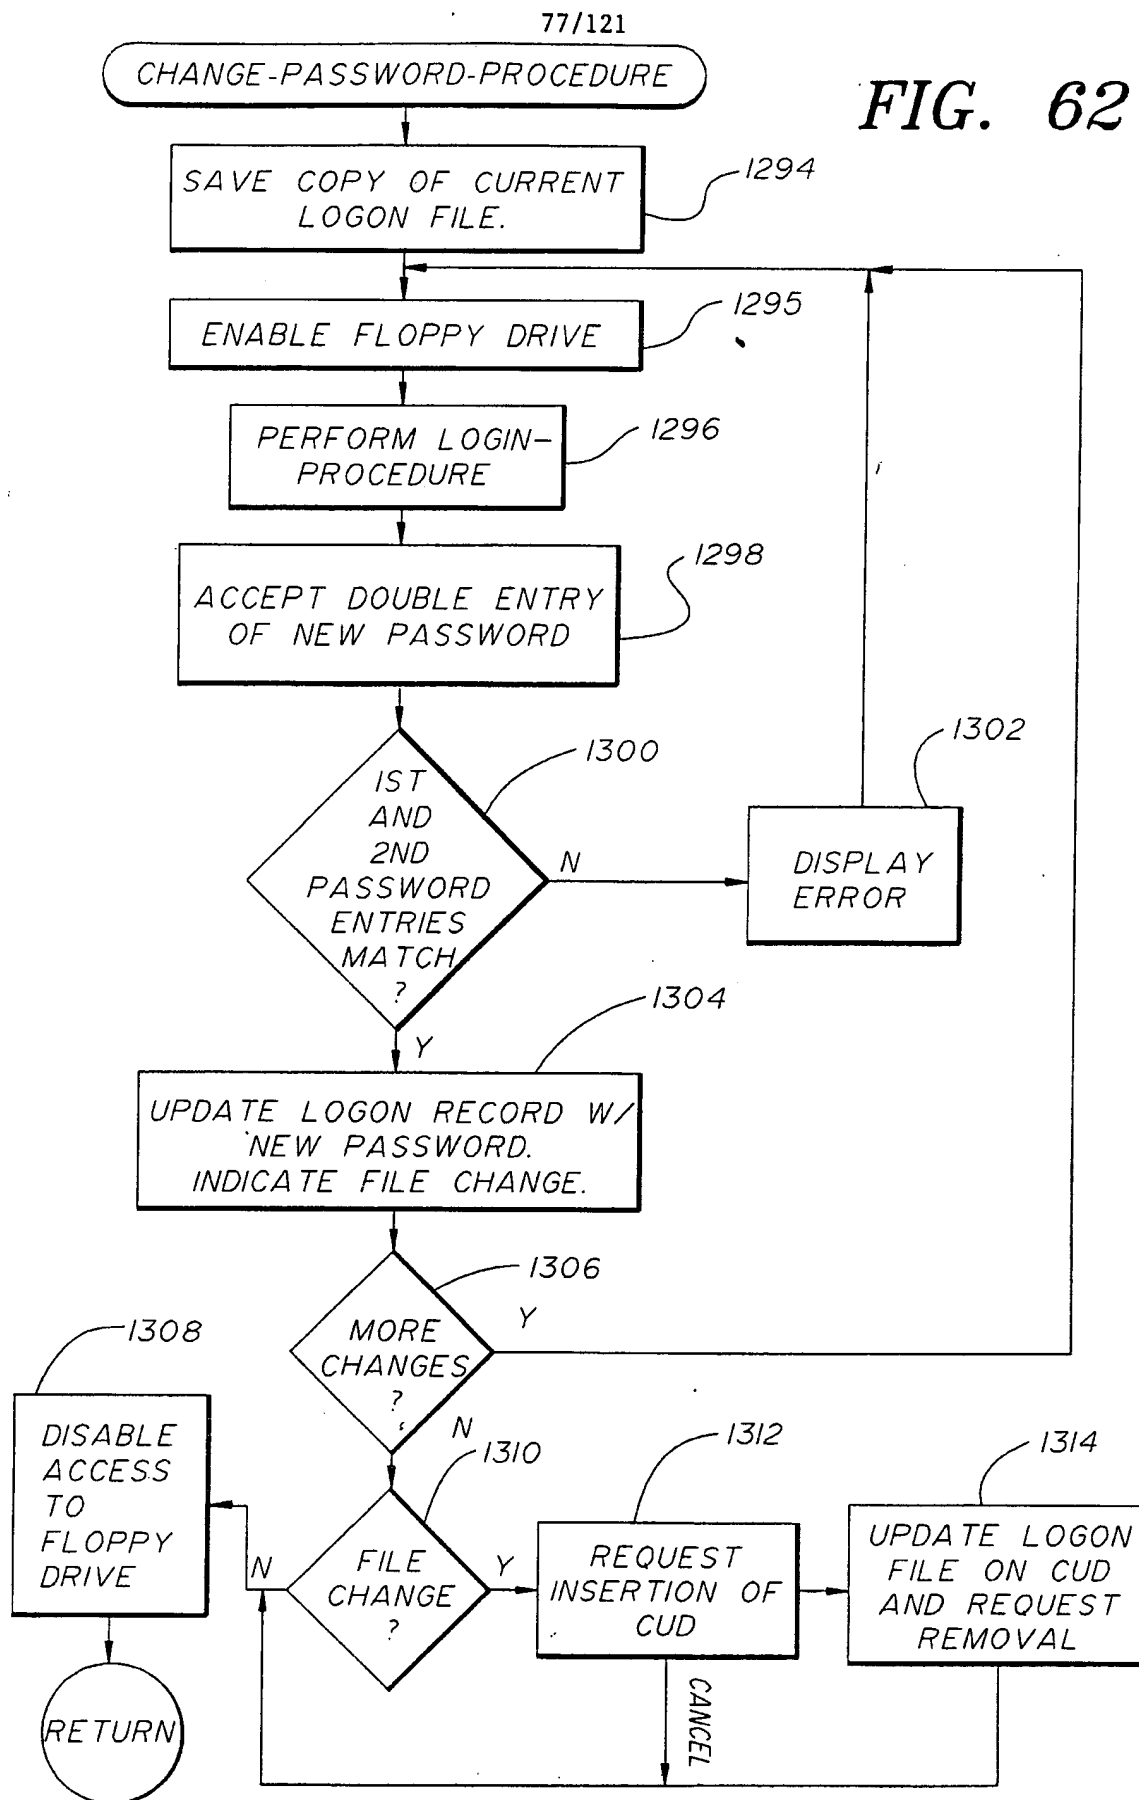 77/121
CHANGE-PASSWORD-PROCEDURE
FIG. 62
SAVE COPY OF CURRENT
LOGON FILE.
1294
ENABLE FLOPPY DRIVE
1295
PERFORM LOGIN-
PROCEDURE
1296
ACCEPT DOUBLE ENTRY
OF NEW PASSWORD
1298
1ST
AND
2ND
PASSWORD
ENTRIES
MATCH
?
1300
N
DISPLAY
ERROR
1302
Y
1304
UPDATE LOGON RECORD W/
NEW PASSWORD.
INDICATE FILE CHANGE.
MORE
CHANGES
?
1306
Y
N
1308
DISABLE
ACCESS
TO
FLOPPY
DRIVE
RETURN
N
FILE
CHANGE
?
1310
Y
REQUEST
INSERTION OF
CUD
1312
CANCEL
UPDATE LOGON
FILE ON CUD
AND REQUEST
REMOVAL
1314